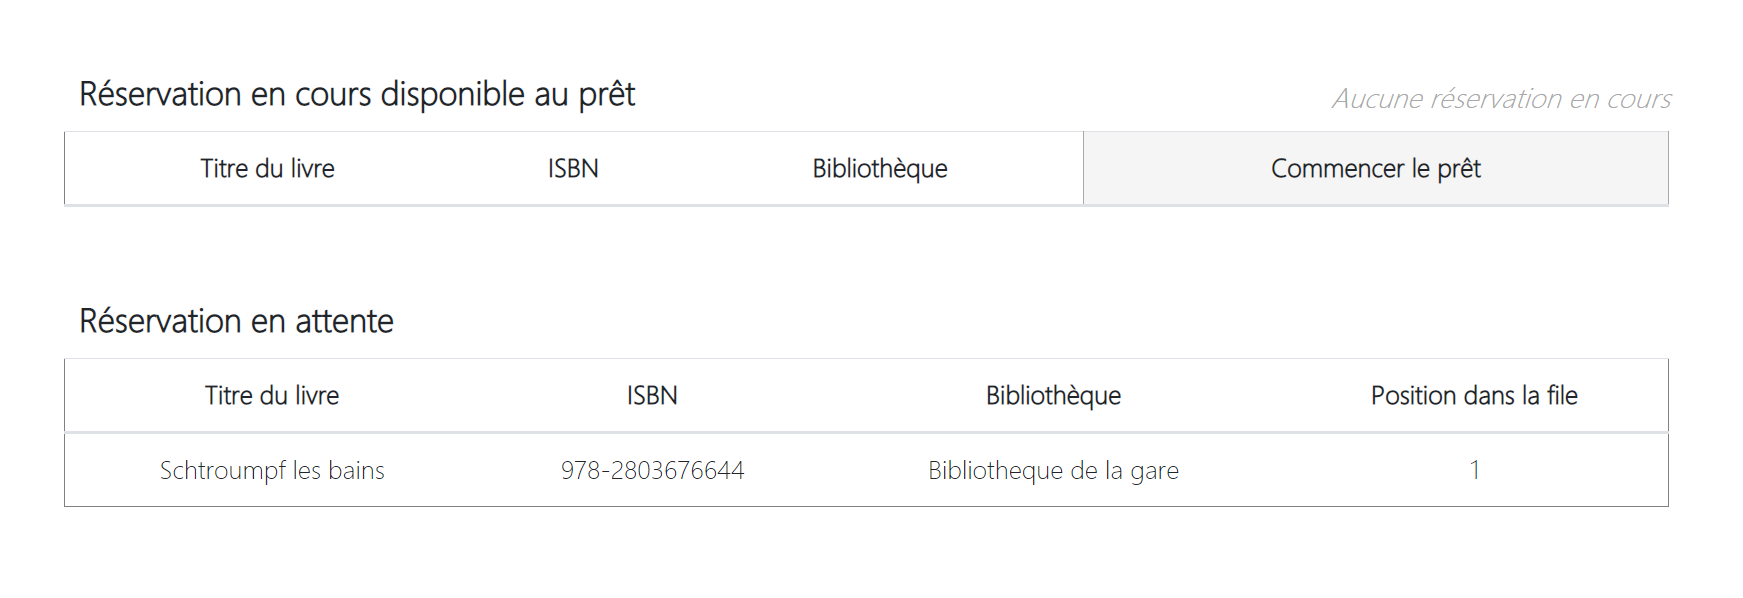 Réservation en cours disponible au prêt
Aucune réservation en cours
Titre du livre ISBN Bibliothèque Commencer le prêt
Réservation en attente
Titre du livre ISBN Bibliothèque Position dans la file
Schtroumpf les bains 978-2803676644 Bibliotheque de la gare 1